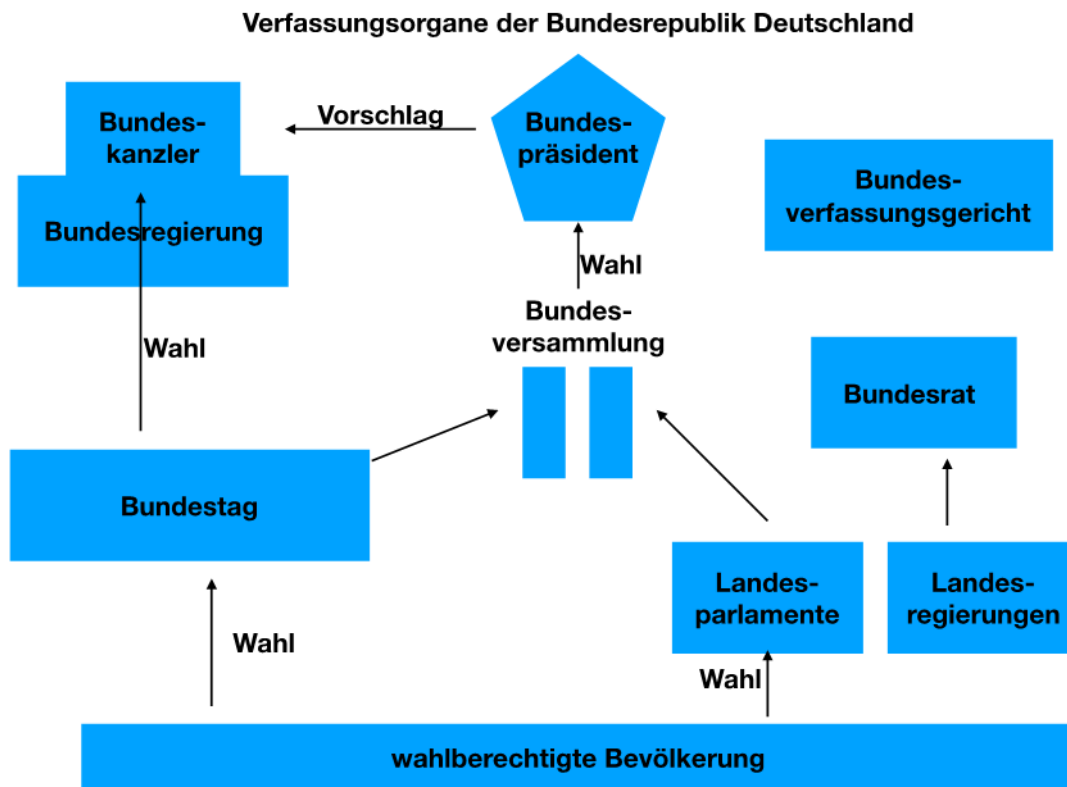 Verfassungsorgane der Bundesrepublik Deutschland
Bundes-
kanzler
Vorschlag
Bundes-
präsident
Bundes-
verfassungsgericht
Bundesregierung
Wahl
Bundes-
versammlung
Wahl
Bundesrat
Bundestag
Landes-
parlamente
Landes-
regierungen
Wahl
Wahl
wahlberechtigte Bevölkerung